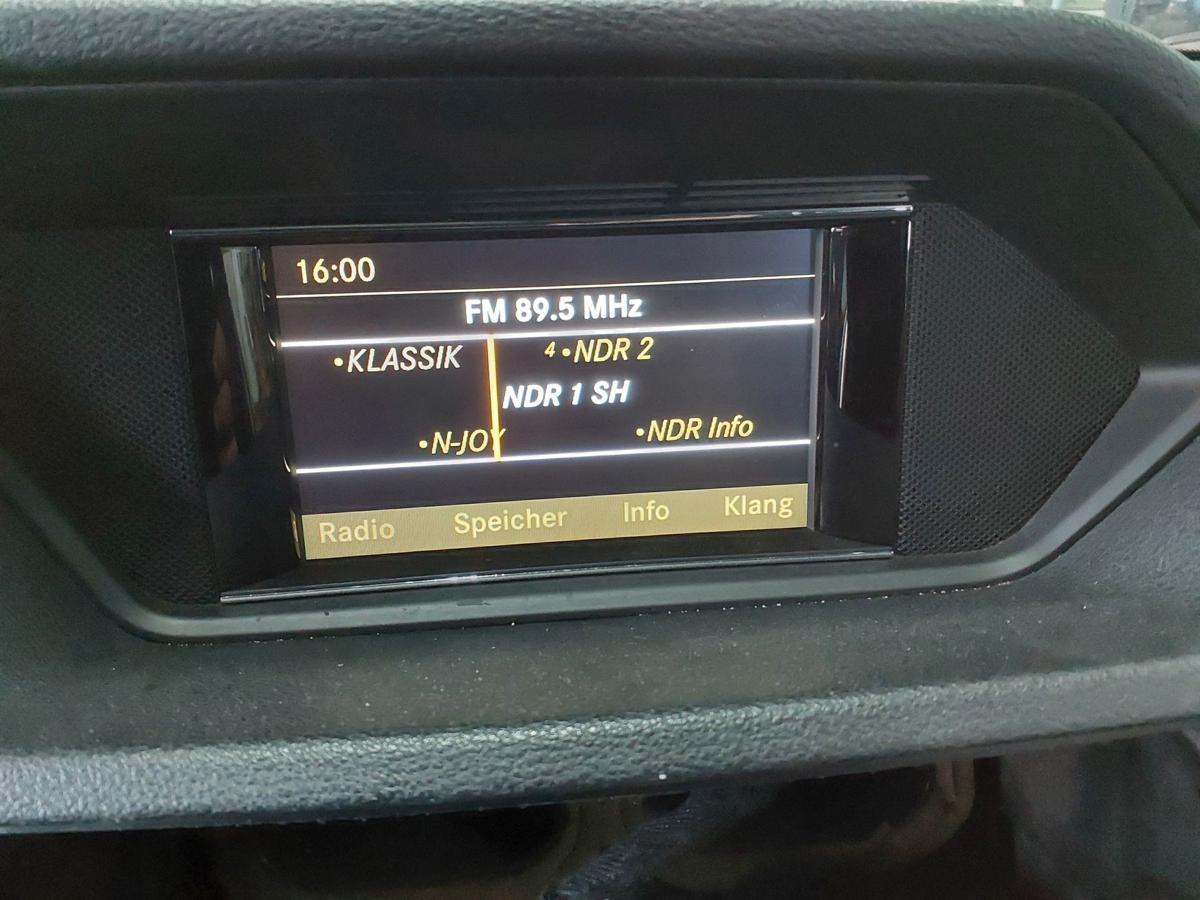 16:00
FM 89.5 MHz
•KLASSIK 4 •NDR 2
NDR 1 SH
•N-JOY •NDR Info
Radio Speicher Info Klang